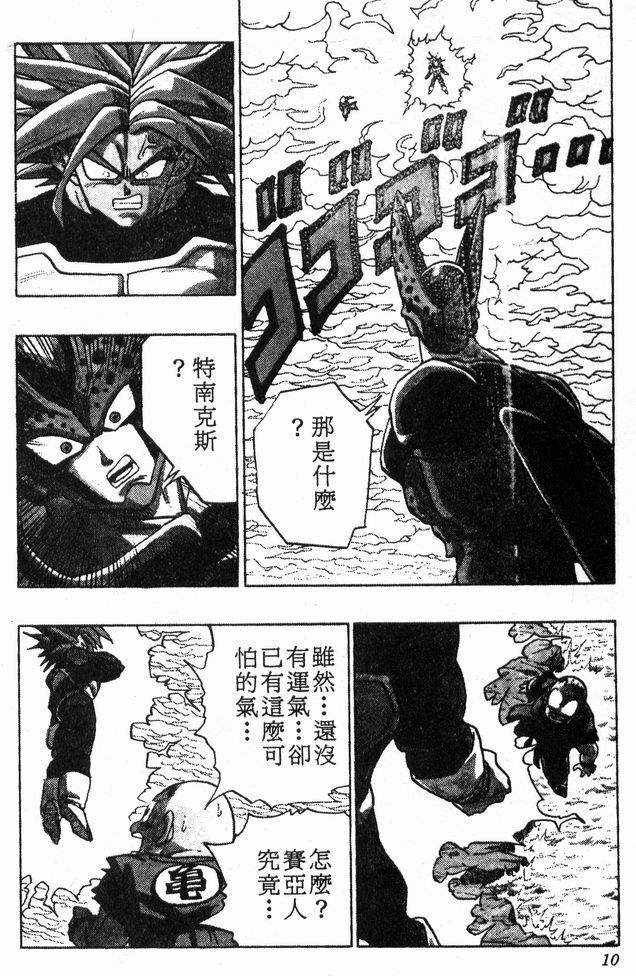 ゴゴゴゴ…
那是什麼
？
特南克斯
？
雖然…還沒
有運氣…卻
已有這麼可
怕的氣…
怎麼？
賽亞人
究竟…
亀
10